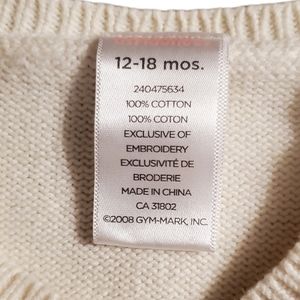 12-18 mos.
240475634
100% COTTON
100% COTON
EXCLUSIVE OF
EMBROIDERY
EXCLUSIVITÉ DE
BRODERIE
MADE IN CHINA
CA 31802
©2008 GYM-MARK, INC.